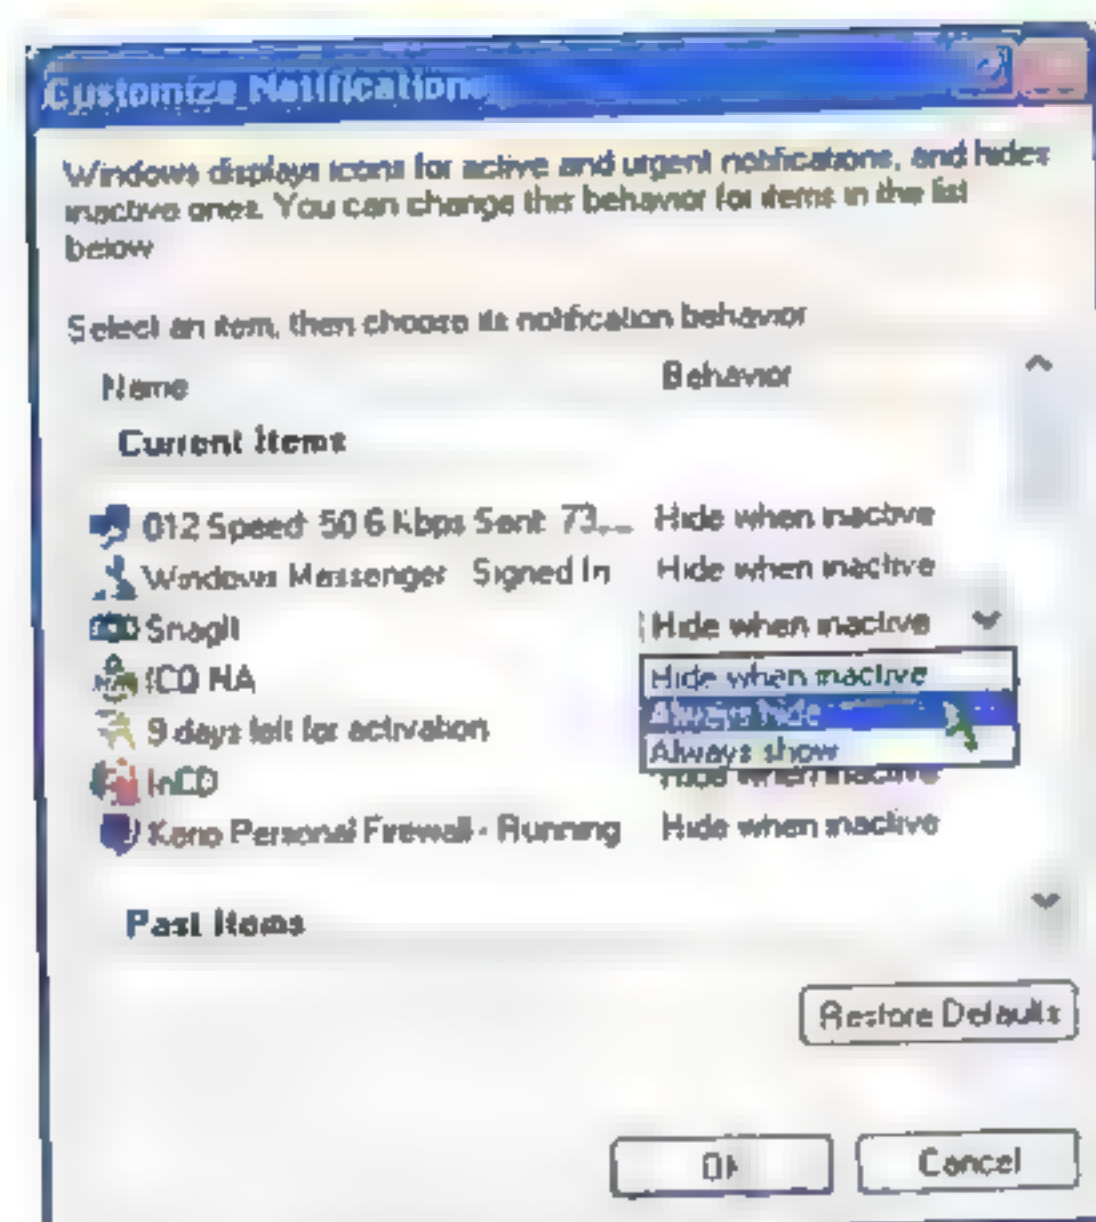 Customize Notifications
Windows displays icons for active and urgent notifications, and hides
inactive ones. You can change this behavior for items in the list
below
Select an item, then choose its notification behavior
Name Behavior
Current Items
012 Speed 50 6 Kbps Sent 73... Hide when inactive
Windows Messenger Signed In Hide when inactive
SnagIt Hide when inactive
ICQ NA Hide when inactive
Always hide
9 days left for activation Always show
InCD Hide when inactive
Kerio Personal Firewall - Running Hide when inactive
Past Items
Restore Defaults
OK Cancel